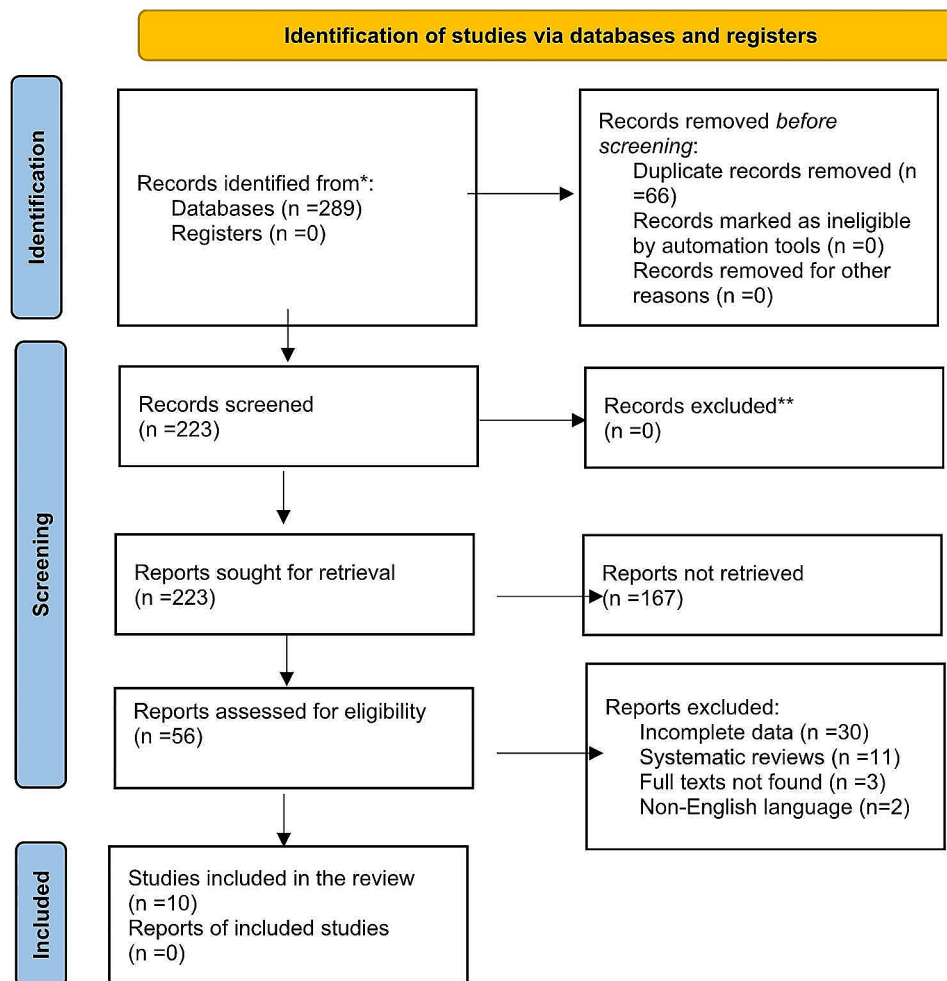 Identification of studies via databases and registers
Identification
Records identified from*:
Databases (n =289)
Registers (n =0)
Records removed before
screening:
Duplicate records removed (n
=66)
Records marked as ineligible
by automation tools (n =0)
Records removed for other
reasons (n =0)
Screening
Records screened
(n =223)
Records excluded**
(n =0)
Reports sought for retrieval
(n =223)
Reports not retrieved
(n =167)
Reports assessed for eligibility
(n =56)
Reports excluded:
Incomplete data (n =30)
Systematic reviews (n =11)
Full texts not found (n =3)
Non-English language (n=2)
Included
Studies included in the review
(n =10)
Reports of included studies
(n =0)